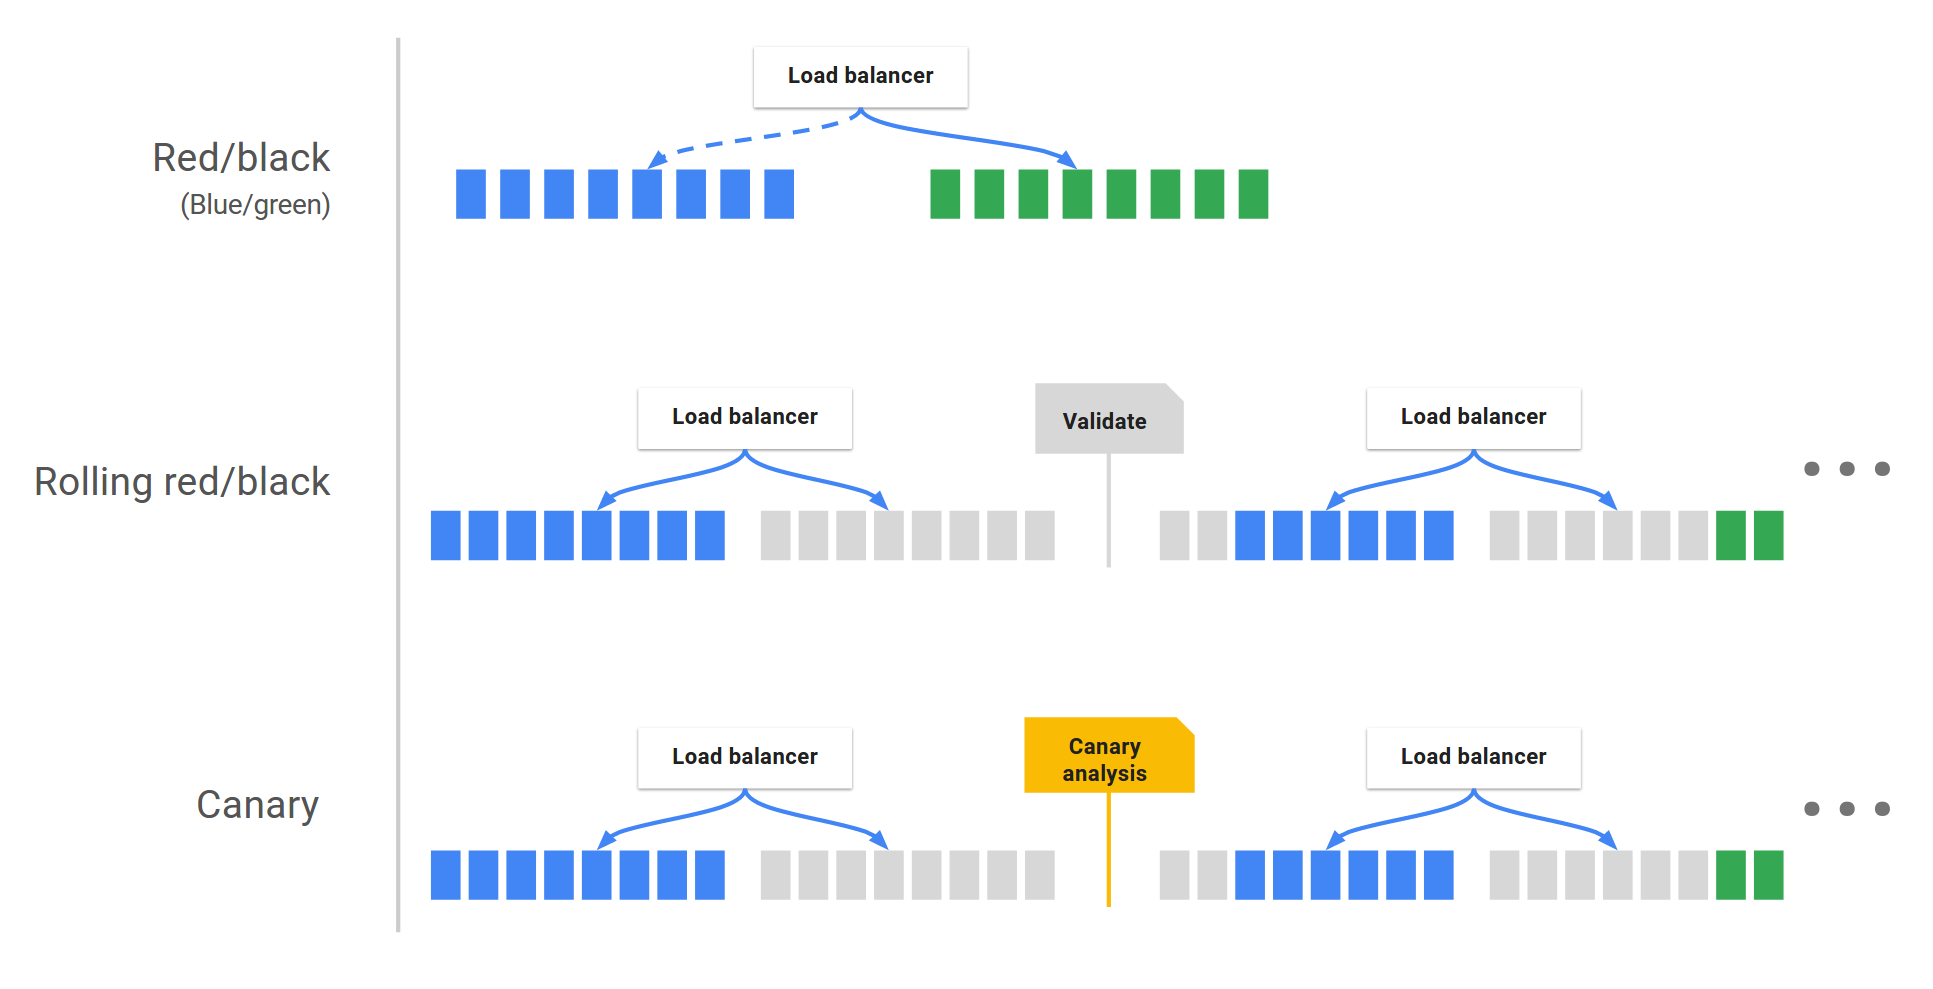 Load balancer
Red/black
(Blue/green)
Load balancer
Validate
Load balancer
Rolling red/black
Load balancer
Canary
analysis
Load balancer
Canary